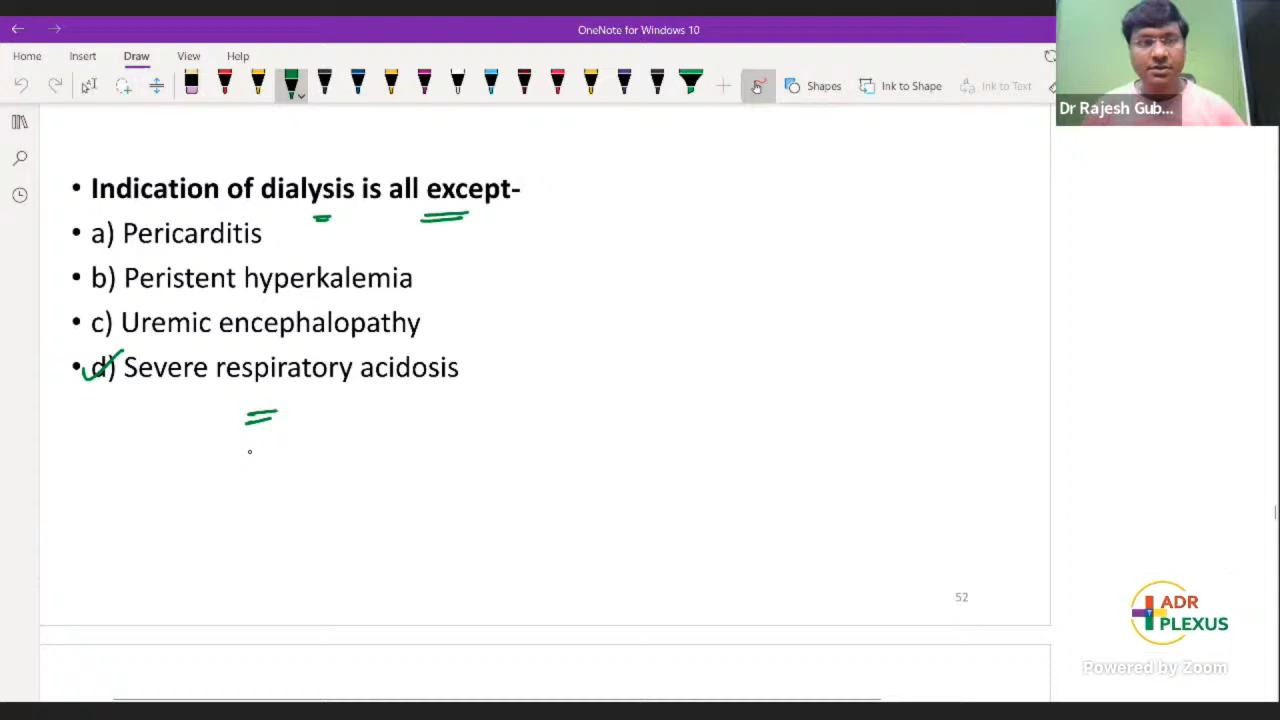 OneNote for Windows 10
Home Insert Draw View Help
Shapes Ink to Shape Ink to Text
Dr Rajesh Gub...
• Indication of dialysis is all except-
• a) Pericarditis
• b) Peristent hyperkalemia
• c) Uremic encephalopathy
• d) Severe respiratory acidosis
52
ADR
PLEXUS
Powered by Zoom